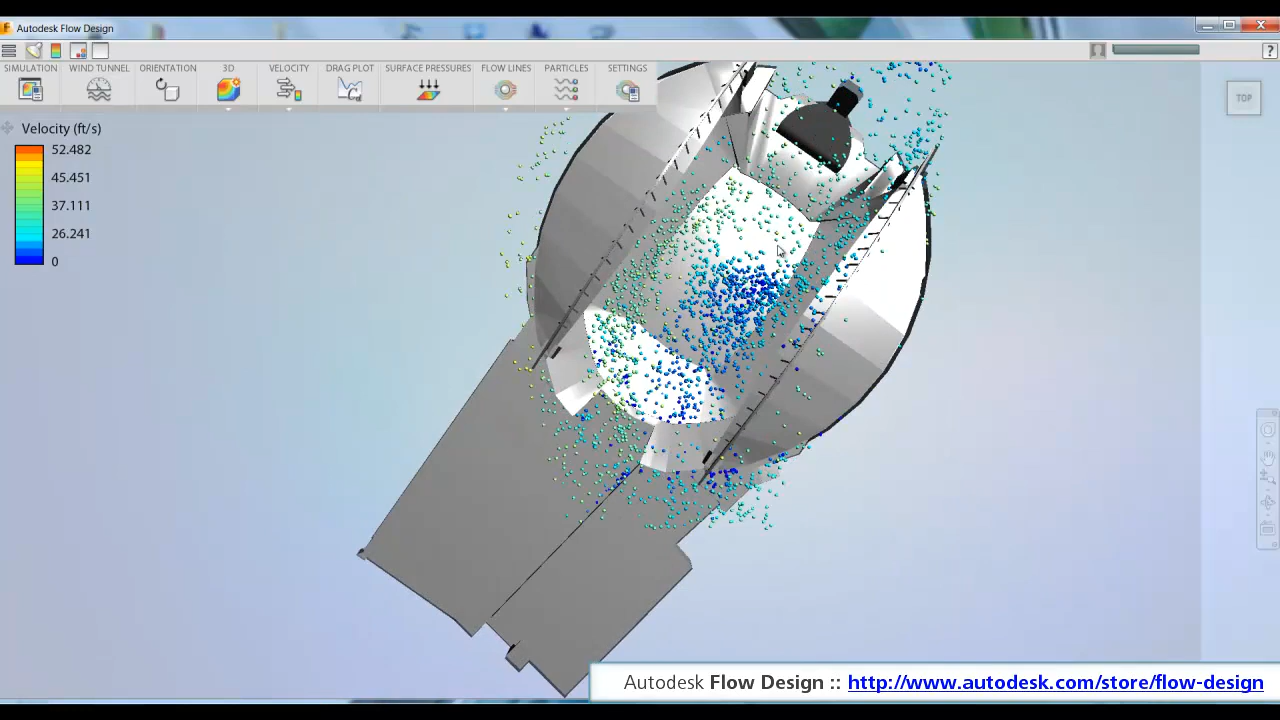 Autodesk Flow Design
SIMULATION WIND TUNNEL ORIENTATION 3D VELOCITY DRAG PLOT SURFACE PRESSURES FLOW LINES PARTICLES SETTINGS
TOP
Velocity (ft/s)
52.482
45.451
37.111
26.241
0
Autodesk Flow Design :: http://www.autodesk.com/store/flow-design